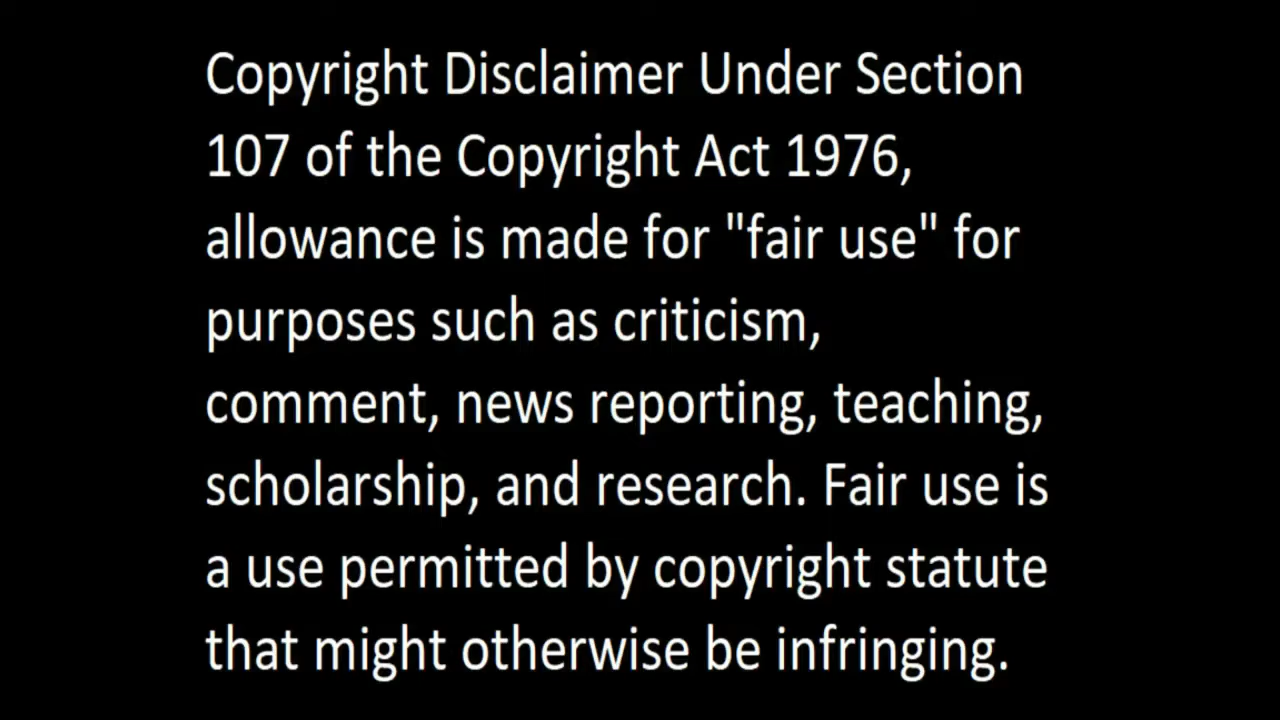 Copyright Disclaimer Under Section
107 of the Copyright Act 1976,
allowance is made for "fair use" for
purposes such as criticism,
comment, news reporting, teaching,
scholarship, and research. Fair use is
a use permitted by copyright statute
that might otherwise be infringing.